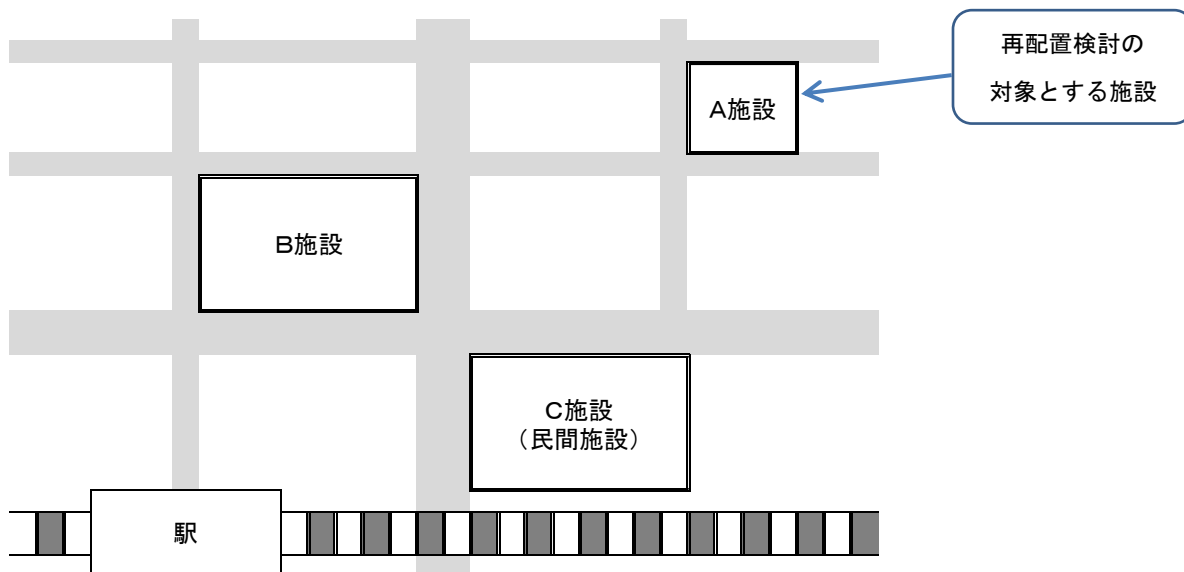 再配置検討の
対象とする施設
A施設
B施設
C施設
（民間施設）
駅